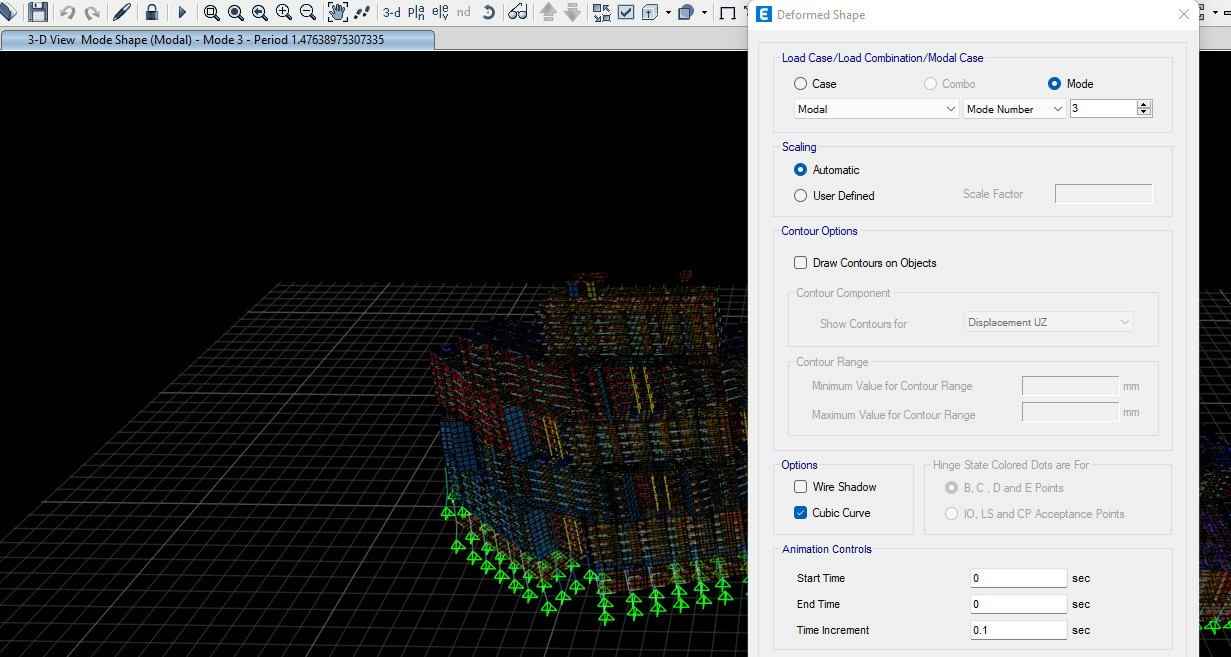 3-d Pln elv nd
3-D View Mode Shape (Modal) - Mode 3 - Period 1.47638975307335
E Deformed Shape
Load Case/Load Combination/Modal Case
Case Combo Mode
Modal Mode Number 3
Scaling
Automatic
User Defined Scale Factor
Contour Options
Draw Contours on Objects
Contour Component
Show Contours for Displacement UZ
Contour Range
Minimum Value for Contour Range mm
Maximum Value for Contour Range mm
Options
Wire Shadow
Cubic Curve
Hinge State Colored Dots are For
B, C , D and E Points
IO, LS and CP Acceptance Points
Animation Controls
Start Time 0 sec
End Time 0 sec
Time Increment 0.1 sec